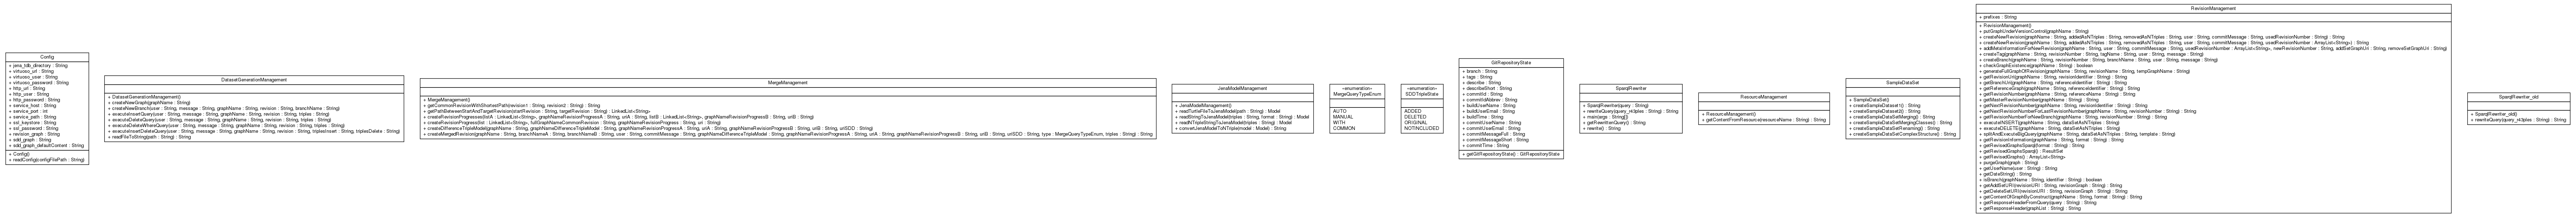 Config
+ jena_tdb_directory : String
+ virtuoso_url : String
+ virtuoso_user : String
+ virtuoso_password : String
+ http_url : String
+ http_user : String
+ http_password : String
+ service_host : String
+ service_port : int
+ service_path : String
+ ssl_keystore : String
+ ssl_password : String
+ revision_graph : String
+ sdd_graph : String
+ sdd_graph_defaultContent : String
+ Config()
+ readConfig(configFilePath : String)
DatasetGenerationManagement
+ DatasetGenerationManagement()
+ createNewGraph(graphName : String)
+ createNewBranch(user : String, message : String, graphName : String, revision : String, branchName : String)
+ executeInsertQuery(user : String, message : String, graphName : String, revision : String, triples : String)
+ executeDeleteQuery(user : String, message : String, graphName : String, revision : String, triples : String)
+ executeDeleteWhereQuery(user : String, message : String, graphName : String, revision : String, triples : String)
+ executeInsertDeleteQuery(user : String, message : String, graphName : String, revision : String, triplesInsert : String, triplesDelete : String)
+ readFileToString(path : String) : String
MergeManagement
+ MergeManagement()
+ getCommonRevisionWithShortestPath(revision1 : String, revision2 : String) : String
+ getPathBetweenStartAndTargetRevision(startRevision : String, targetRevision : String) : LinkedList<String>
+ createRevisionProgresses(listA : LinkedList<String>, graphNameRevisionProgressA : String, uriA : String, listB : LinkedList<String>, graphNameRevisionProgressB : String, uriB : String)
+ createRevisionProgress(list : LinkedList<String>, fullGraphNameCommonRevision : String, graphNameRevisionProgress : String, uri : String)
+ createDifferenceTripleModel(graphName : String, graphNameDifferenceTripleModel : String, graphNameRevisionProgressA : String, uriA : String, graphNameRevisionProgressB : String, uriB : String, uriSDD : String)
+ createMergedRevision(graphName : String, branchNameA : String, branchNameB : String, user : String, commitMessage : String, graphNameDifferenceTripleModel : String, graphNameRevisionProgressA : String, uriA : String, graphNameRevisionProgressB : String, uriB : String, uriSDD : String, type : MergeQueryTypeEnum, triples : String) : String
JenaModelManagement
+ JenaModelManagement()
+ readTurtleFileToJenaModel(path : String) : Model
+ readStringToJenaModel(triples : String, format : String) : Model
+ readNTripleStringToJenaModel(triples : String) : Model
+ convertJenaModelToNTriple(model : Model) : String
«enumeration»
MergeQueryTypeEnum
AUTO
MANUAL
WITH
COMMON
«enumeration»
SDDTripleState
ADDED
DELETED
ORIGINAL
NOTINCLUDED
GitRepositoryState
+ branch : String
+ tags : String
+ describe : String
+ describeShort : String
+ commitId : String
+ commitIdAbbrev : String
+ buildUserName : String
+ buildUserEmail : String
+ buildTime : String
+ commitUserName : String
+ commitUserEmail : String
+ commitMessageFull : String
+ commitMessageShort : String
+ commitTime : String
+ getGitRepositoryState() : GitRepositoryState
SparqlRewriter
+ SparqlRewriter(query : String)
+ rewriteQuery(query_r43ples : String) : String
+ main(args : String[])
+ getRewrittenQuery() : String
+ rewrite() : String
ResourceManagement
+ ResourceManagement()
+ getContentFromResource(resourceName : String) : String
SampleDataSet
+ SampleDataSet()
+ createSampleDataset1() : String
+ createSampleDataset2() : String
+ createSampleDataSetMerging() : String
+ createSampleDataSetMergingClasses() : String
+ createSampleDataSetRenaming() : String
+ createSampleDataSetComplexStructure() : String
RevisionManagement
+ prefixes : String
+ RevisionManagement()
+ putGraphUnderVersionControl(graphName : String)
+ createNewRevision(graphName : String, addedAsNTriples : String, removedAsNTriples : String, user : String, commitMessage : String, usedRevisionNumber : String) : String
+ createNewRevision(graphName : String, addedAsNTriples : String, removedAsNTriples : String, user : String, commitMessage : String, usedRevisionNumber : ArrayList<String>) : String
+ addMetaInformationForNewRevision(graphName : String, user : String, commitMessage : String, usedRevisionNumber : ArrayList<String>, newRevisionNumber : String, addSetGraphUri : String, removeSetGraphUri : String)
+ createTag(graphName : String, revisionNumber : String, tagName : String, user : String, message : String)
+ createBranch(graphName : String, revisionNumber : String, branchName : String, user : String, message : String)
+ checkGraphExistence(graphName : String) : boolean
+ generateFullGraphOfRevision(graphName : String, revisionName : String, tempGraphName : String)
+ getRevisionUri(graphName : String, revisionIdentifier : String) : String
+ getBranchUri(graphName : String, referenceIdentifier : String) : String
+ getReferenceGraph(graphName : String, referenceIdentifier : String) : String
+ getRevisionNumber(graphName : String, referenceName : String) : String
+ getMasterRevisionNumber(graphName : String) : String
+ getNextRevisionNumber(graphName : String, revisionIdentifier : String) : String
+ getNextRevisionNumberForLastRevisionNumber(graphName : String, revisionNumber : String) : String
+ getRevisionNumberForNewBranch(graphName : String, revisionNumber : String) : String
+ executeINSERT(graphName : String, dataSetAsNTriples : String)
+ executeDELETE(graphName : String, dataSetAsNTriples : String)
+ splitAndExecuteBigQuery(graphName : String, dataSetAsNTriples : String, template : String)
+ getRevisionInformation(graphName : String, format : String) : String
+ getRevisedGraphsSparql(format : String) : String
+ getRevisedGraphsSparql() : ResultSet
+ getRevisedGraphs() : ArrayList<String>
+ purgeGraph(graph : String)
+ getUserName(user : String) : String
+ getDateString() : String
+ isBranch(graphName : String, identifier : String) : boolean
+ getAddSetURI(revisionURI : String, revisionGraph : String) : String
+ getDeleteSetURI(revisionURI : String, revisionGraph : String) : String
+ getContentOfGraphByConstruct(graphName : String, format : String) : String
+ getResponseHeaderFromQuery(query : String) : String
+ getResponseHeader(graphList : String) : String
SparqlRewriter_old
+ SparqlRewriter_old()
+ rewriteQuery(query_r43ples : String) : String